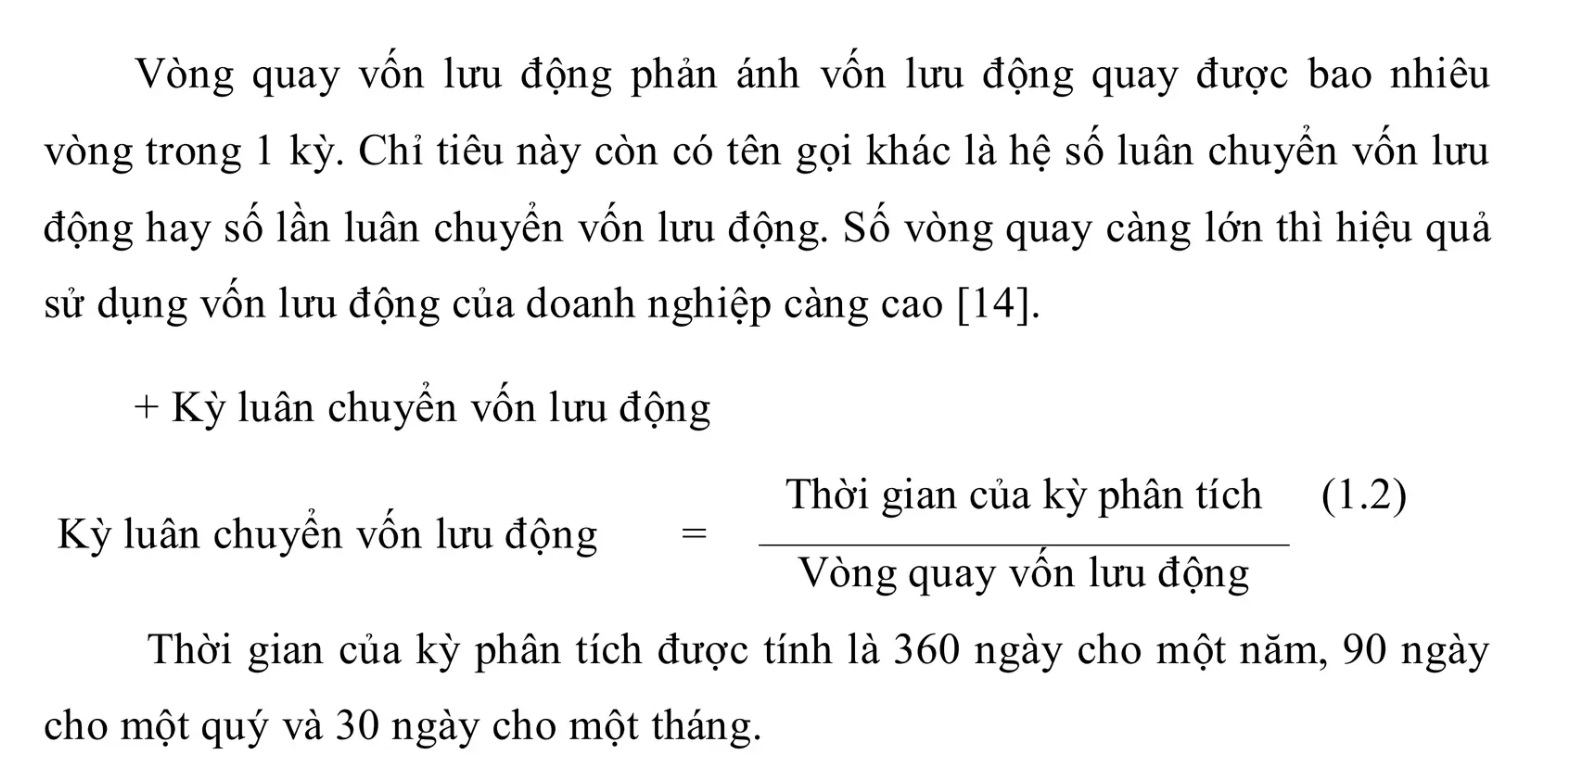 Vòng quay vốn lưu động phản ánh vốn lưu động quay được bao nhiêu
vòng trong 1 kỳ. Chỉ tiêu này còn có tên gọi khác là hệ số luân chuyển vốn lưu
động hay số lần luân chuyển vốn lưu động. Số vòng quay càng lớn thì hiệu quả
sử dụng vốn lưu động của doanh nghiệp càng cao [14].
+ Kỳ luân chuyển vốn lưu động
Thời gian của kỳ phân tích (1.2)
Kỳ luân chuyển vốn lưu động =
Vòng quay vốn lưu động
Thời gian của kỳ phân tích được tính là 360 ngày cho một năm, 90 ngày
cho một quý và 30 ngày cho một tháng.